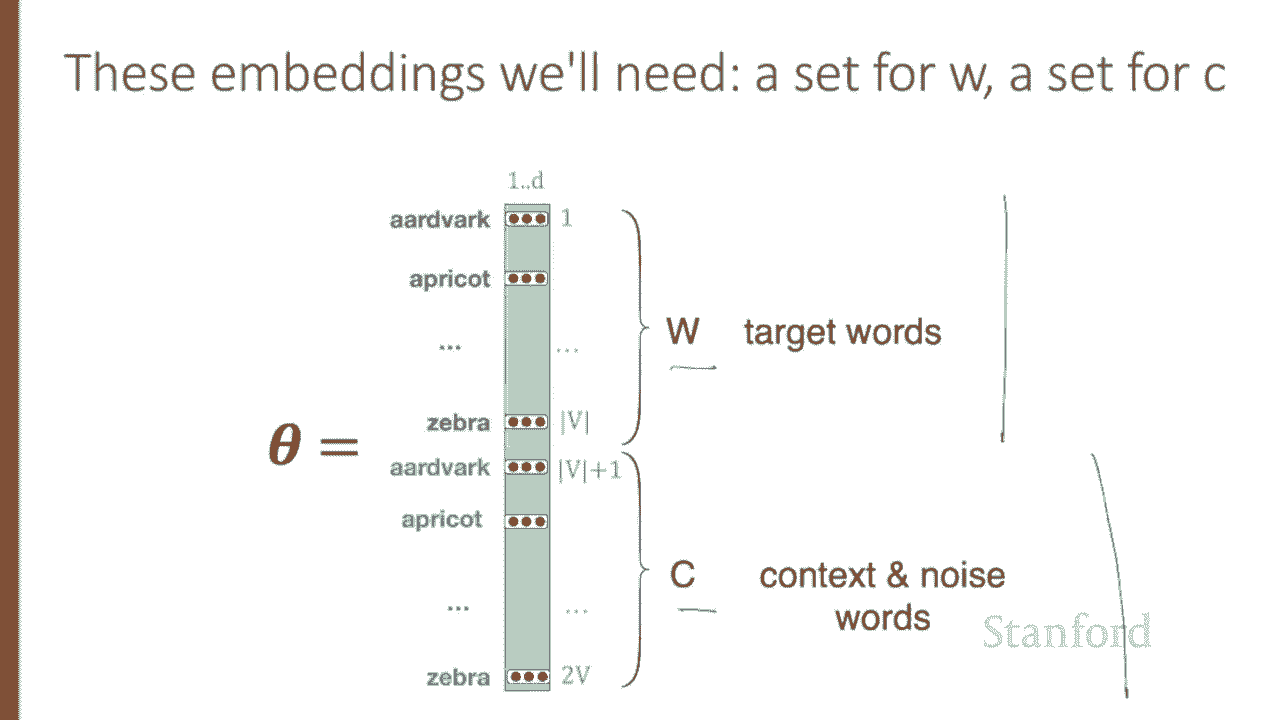 These embeddings we'll need: a set for w, a set for c
1..d
aardvark 1
apricot
... ...
W target words
zebra |V|
θ =
aardvark |V|+1
apricot
C context & noise
words
... ...
Stanford
zebra 2V